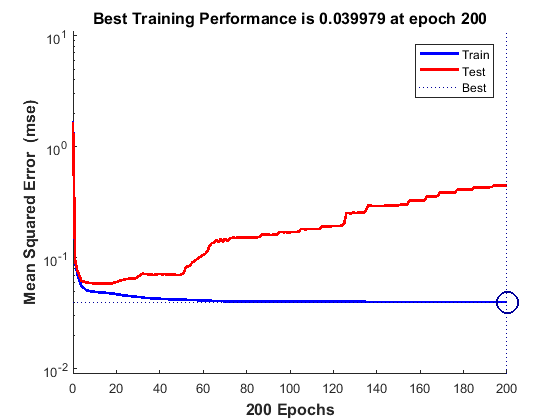 Best Training Performance is 0.039979 at epoch 200
Mean Squared Error  (mse)
10^1
10^0
10^-1
10^-2
Train
Test
Best
0 20 40 60 80 100 120 140 160 180 200
200 Epochs